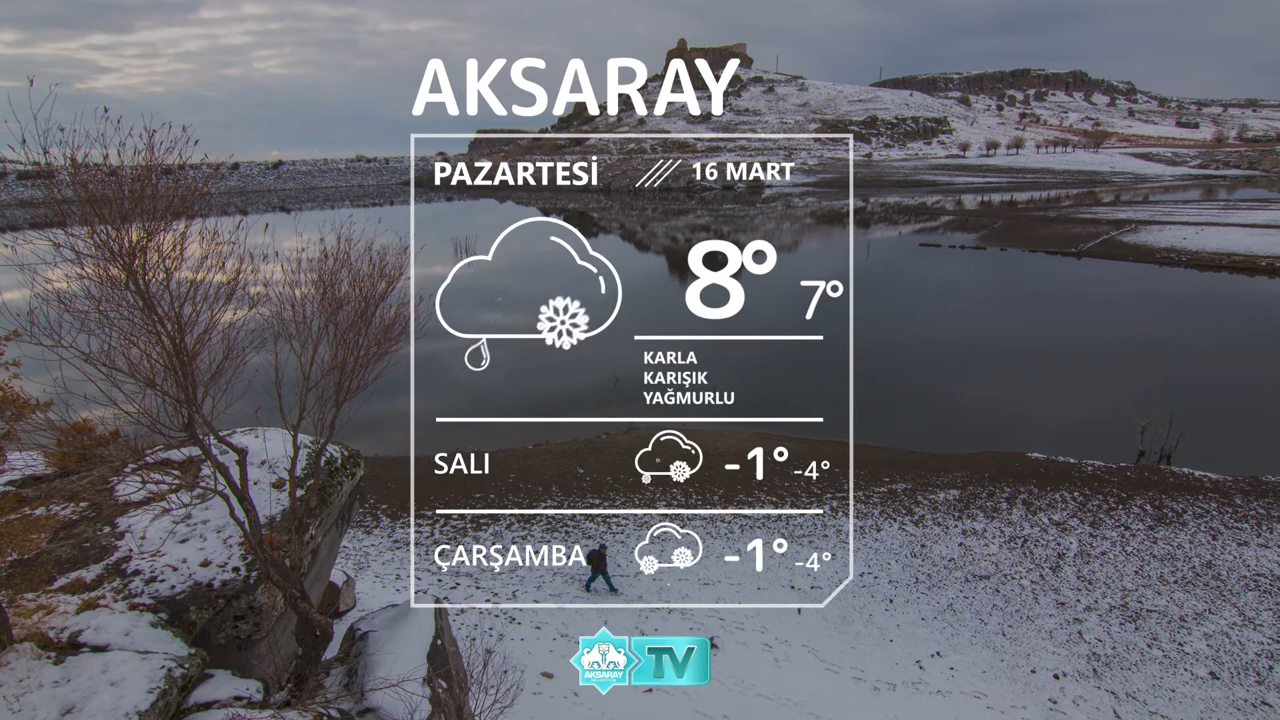 AKSARAY
PAZARTESİ 16 MART
8° 7°
KARLA
KARIŞIK
YAĞMURLU
SALI -1° -4°
ÇARŞAMBA -1° -4°
AKSARAY
TV